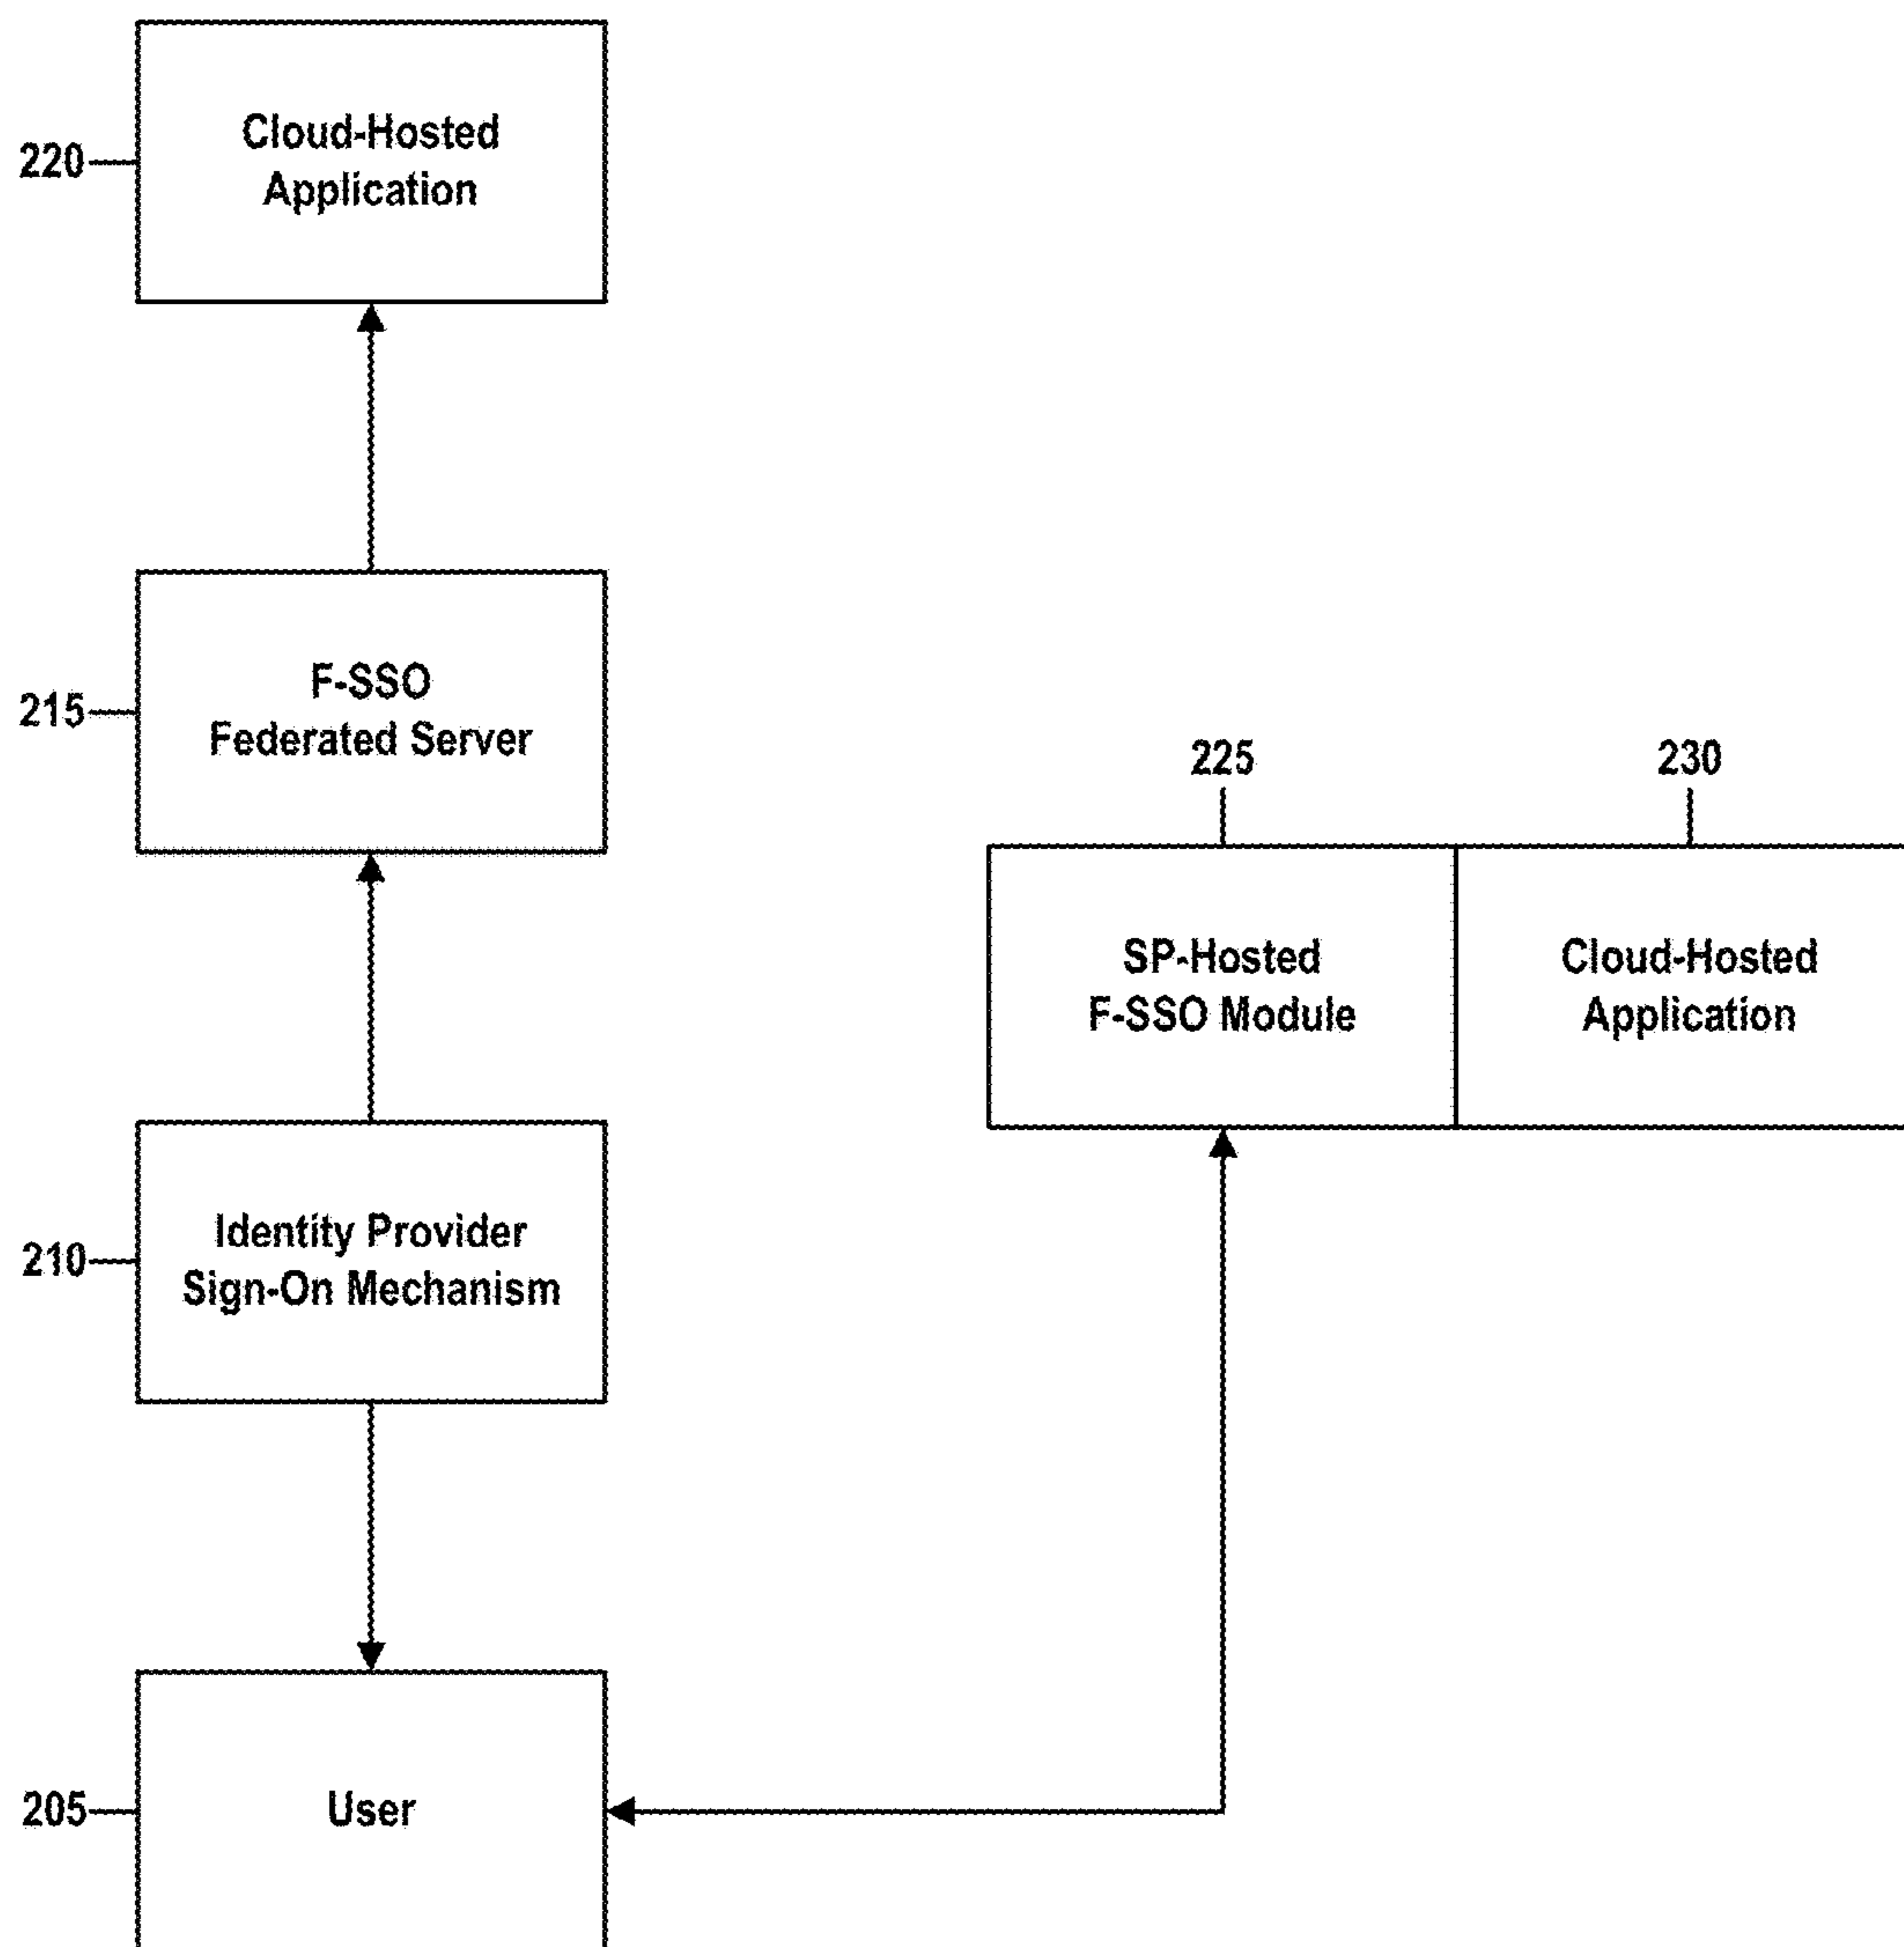 220
Cloud-Hosted
Application
215
F-SSO
Federated Server
225
230
SP-Hosted
F-SSO Module
Cloud-Hosted
Application
210
Identity Provider
Sign-On Mechanism
205
User